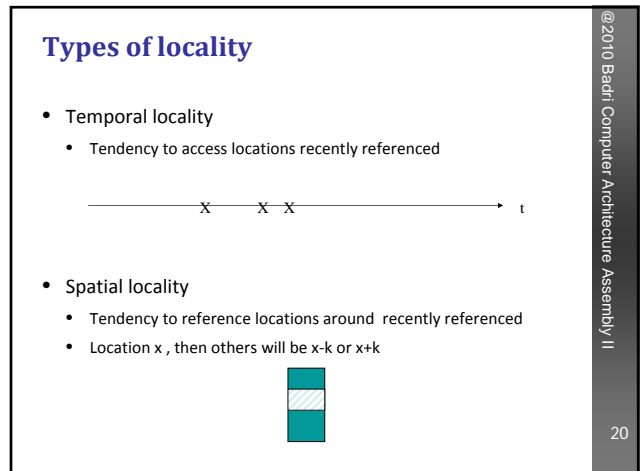 Types of locality
• Temporal locality
• Tendency to access locations recently referenced
X X X t
• Spatial locality
• Tendency to reference locations around recently referenced
• Location x , then others will be x-k or x+k
@2010 Badri Computer Architecture Assembly II
20